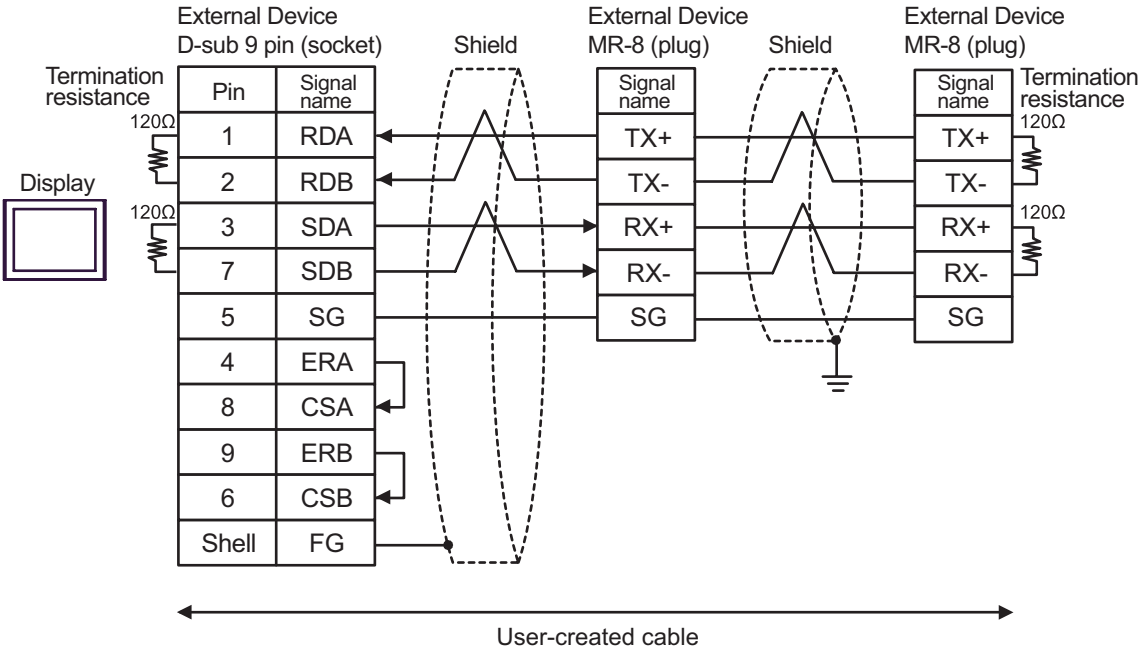 External Device
D-sub 9 pin (socket)
Shield
External Device
MR-8 (plug)
Shield
External Device
MR-8 (plug)
Termination
resistance
Pin
Signal
name
Signal
name
Signal
name
Termination
resistance
120Ω
1 RDA TX+ TX+
120Ω
2 RDB TX- TX-
Display
120Ω
3 SDA RX+ RX+
120Ω
7 SDB RX- RX-
5 SG SG SG
4 ERA
8 CSA
9 ERB
6 CSB
Shell FG
User-created cable